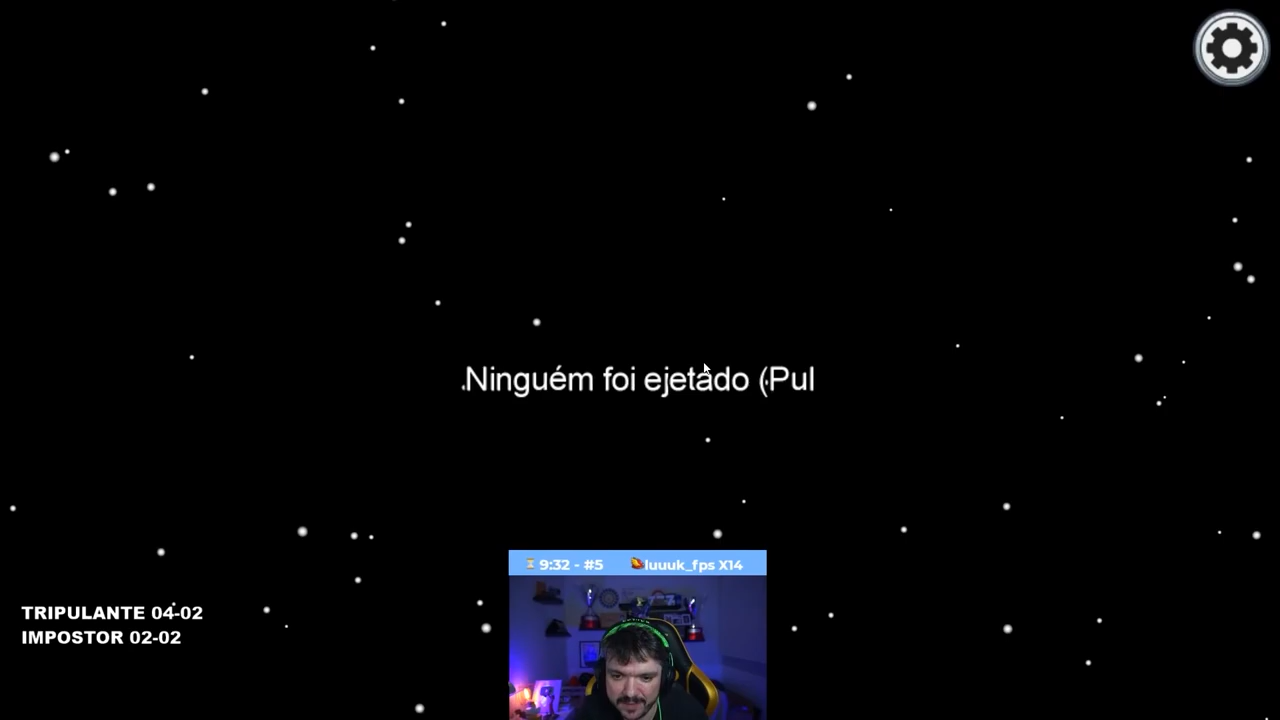 Ninguém foi ejetado (Pul
9:32 - #5 luuuk_fps X14
TRIPULANTE 04-02
IMPOSTOR 02-02